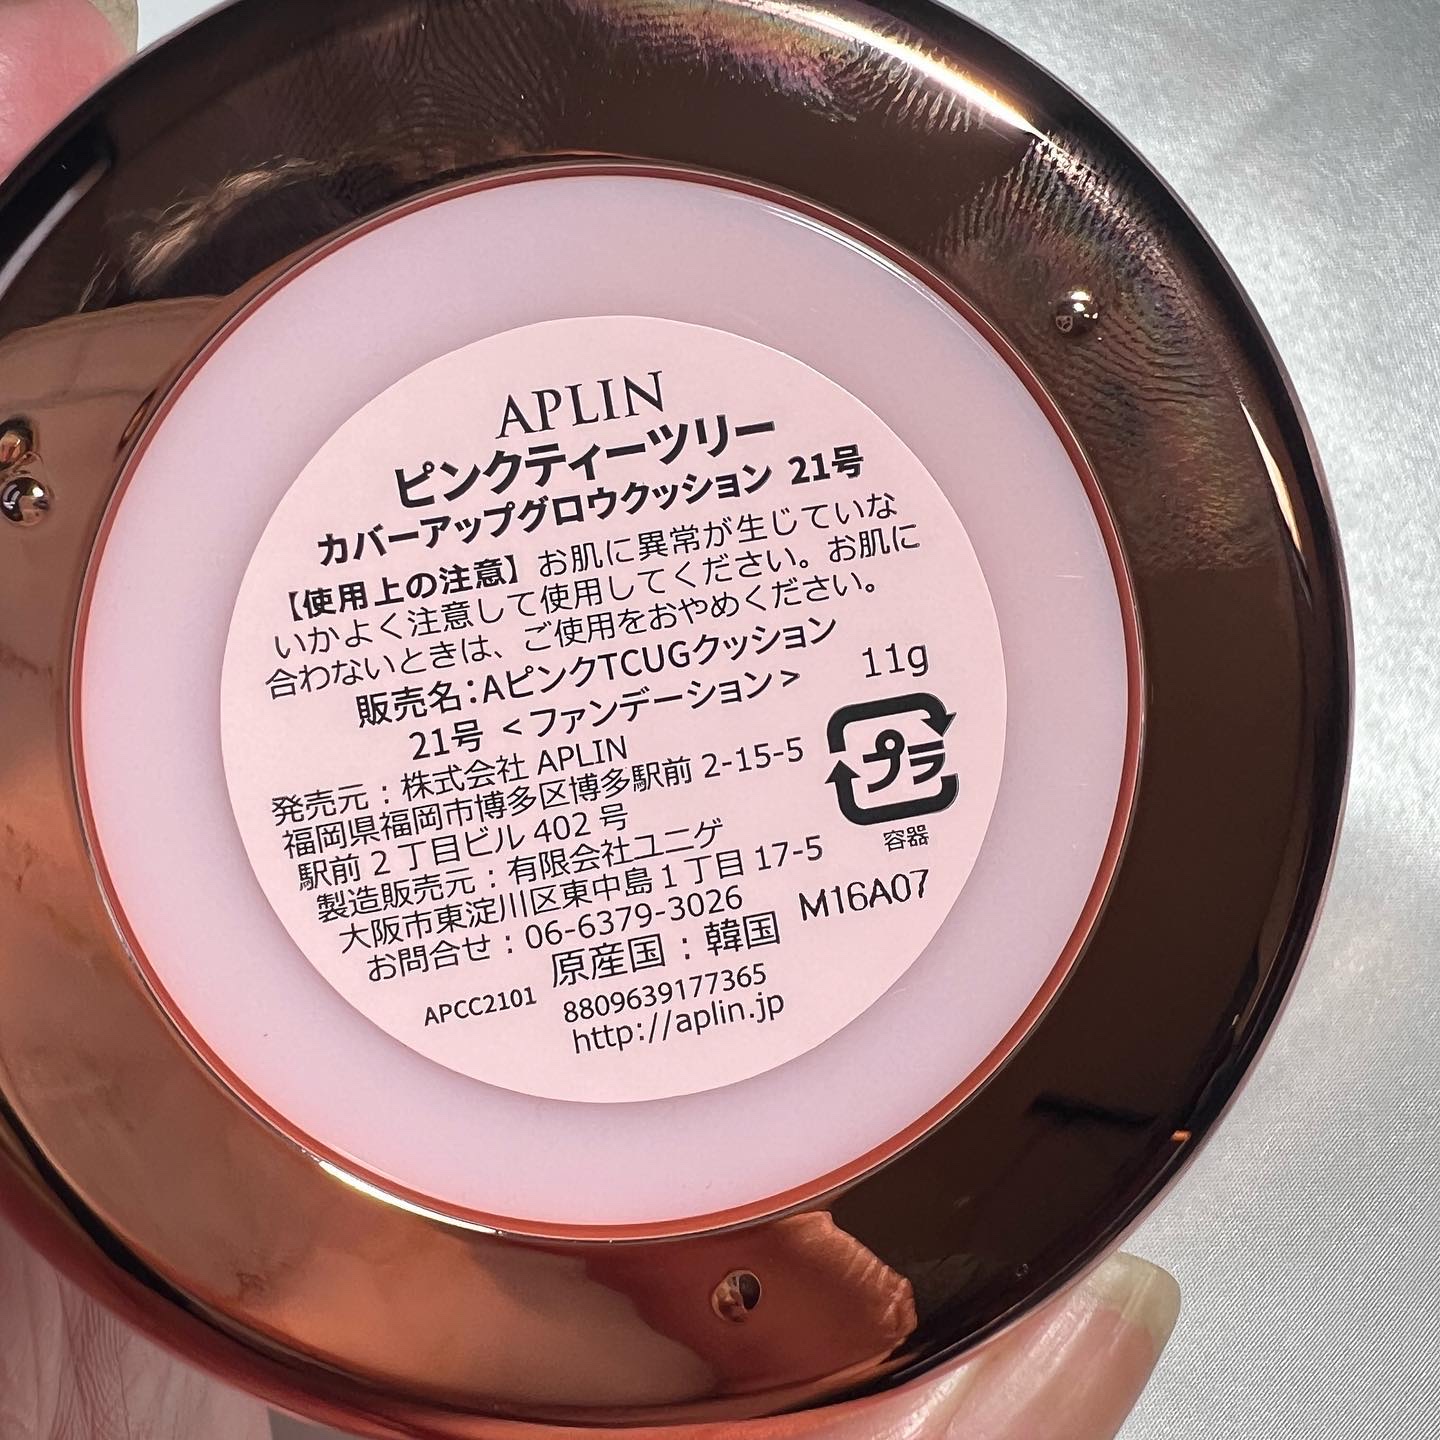 APLIN
ピンクティーツリー
カバーアップグロウクッション 21号
【使用上の注意】お肌に異常が生じていな
いかよく注意して使用してください。お肌に
合わないときは、ご使用をおやめください。
販売名：AピンクTCUGクッション
21号 <ファンデーション> 11g
発売元：株式会社 APLIN
福岡県福岡市博多区博多駅前 2-15-5
駅前 2 丁目ビル 402 号
製造販売元：有限会社ユニゲ
大阪市東淀川区東中島1丁目 17-5
お問合せ：06-6379-3026
プラ
容器
M16A07
原産国：韓国
APCC2101 8809639177365
http://aplin.jp